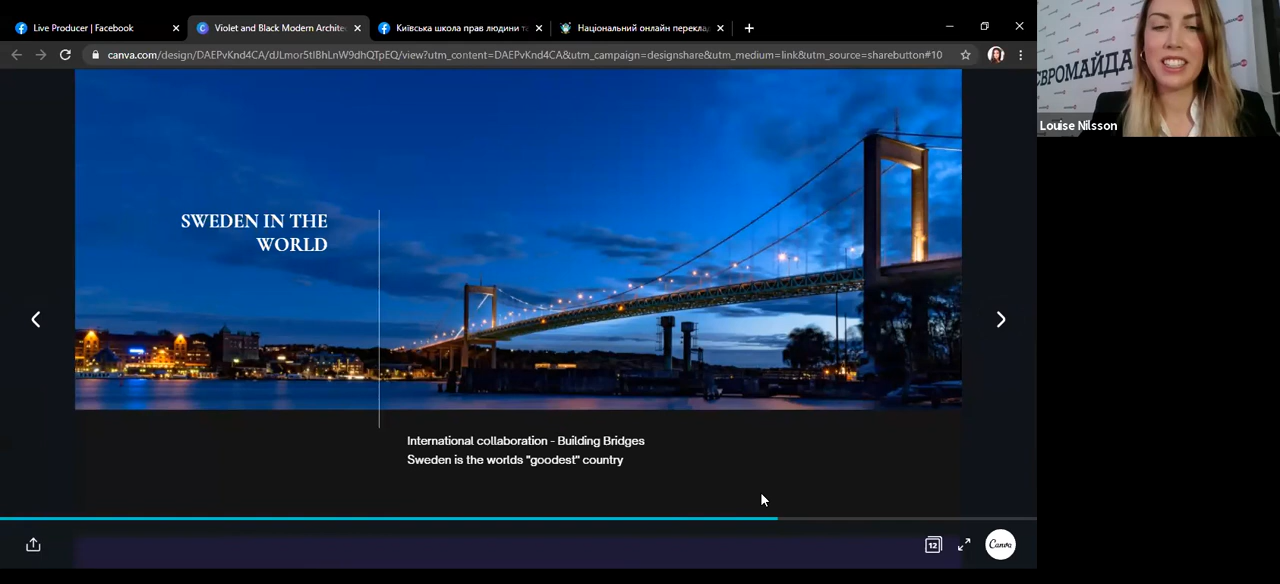 Live Producer | Facebook
Violet and Black Modern Archite
Київська школа прав людини та
Національний онлайн переклад
canva.com/design/DAEPvKnd4CA/dJLmor5tIBhLnW9dhQTpEQ/view?utm_content=DAEPvKnd4CA&utm_campaign=designshare&utm_medium=link&utm_source=sharebutton#10
ЄВРОМАЙДА
Louise Nilsson
SWEDEN IN THE
WORLD
International collaboration - Building Bridges
Sweden is the worlds "goodest" country
12
Canva